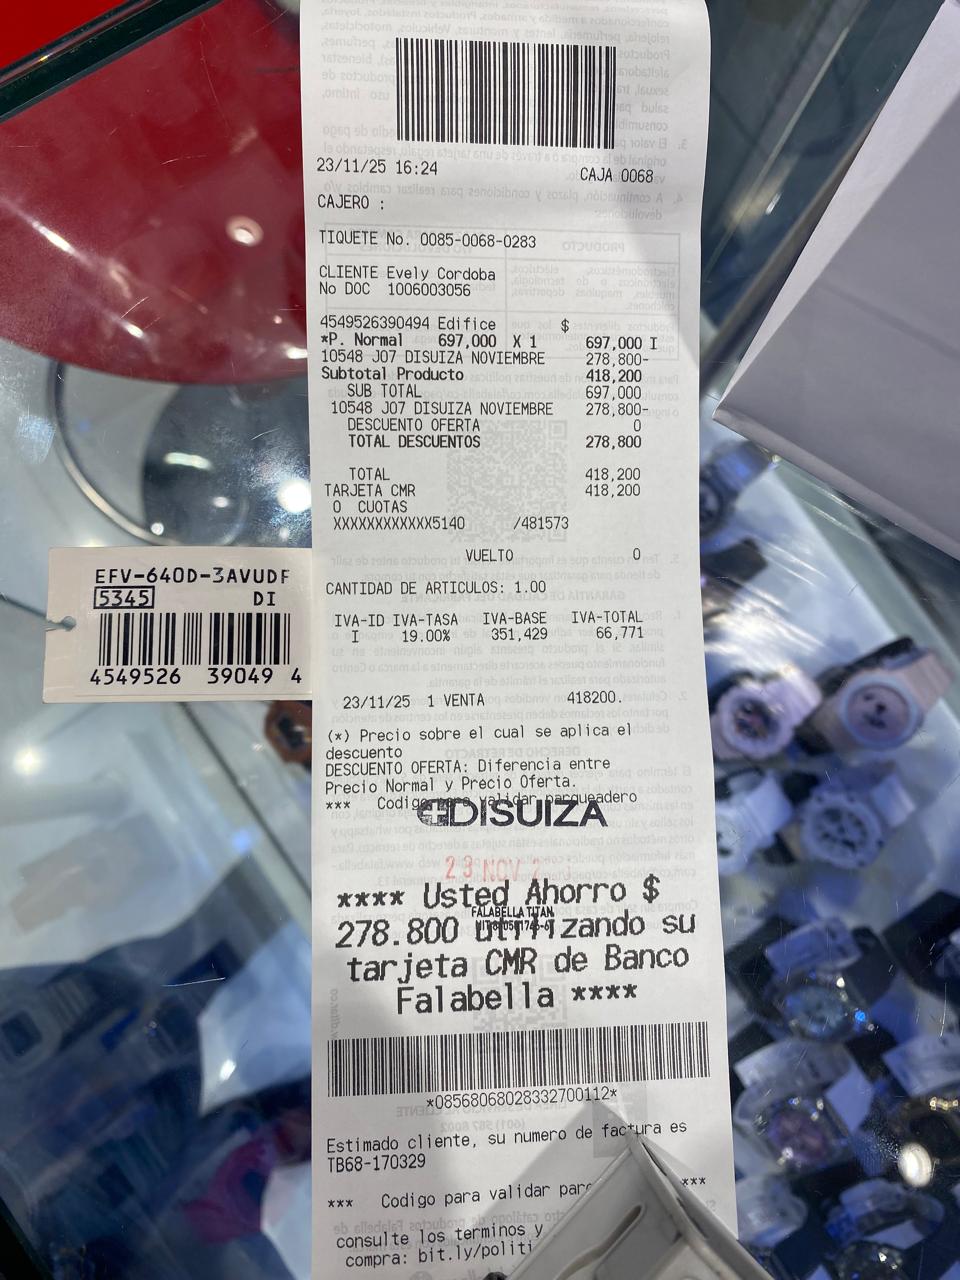 23/11/25 16:24 CAJA 0068
CAJERO :
TIQUETE No. 0085-0068-0283
CLIENTE Evely Cordoba
No DOC 1006003056
4549526390494 Edifice $
*P. Normal 697,000 X 1 697,000 I
10548 J07 DISUIZA NOVIEMBRE 278,800-
Subtotal Producto 418,200
SUB TOTAL 697,000
10548 J07 DISUIZA NOVIEMBRE 278,800-
DESCUENTO OFERTA 0
TOTAL DESCUENTOS 278,800
TOTAL 418,200
TARJETA CMR 418,200
0 CUOTAS
XXXXXXXXXXXX5140 /481573
VUELTO 0
CANTIDAD DE ARTICULOS: 1.00
IVA-ID IVA-TASA IVA-BASE IVA-TOTAL
I 19.00% 351,429 66,771
23/11/25 1 VENTA 418200.
(*) Precio sobre el cual se aplica el
descuento
DESCUENTO OFERTA: Diferencia entre
Precio Normal y Precio Oferta.
*** Codigo para validar parqueadero
DISUIZA
23 NOV 2
**** Usted Ahorro $
FALABELLA TITAN
278.800 utilizando su
tarjeta CMR de Banco
Falabella ****
*08568068028332700112*
Estimado cliente, su numero de factura es
TB68-170329
*** Codigo para validar ***
consulte los terminos y
compra: bit.ly/politi
EFV-640D-3AVUDF
5345 DI
4549526 39049 4